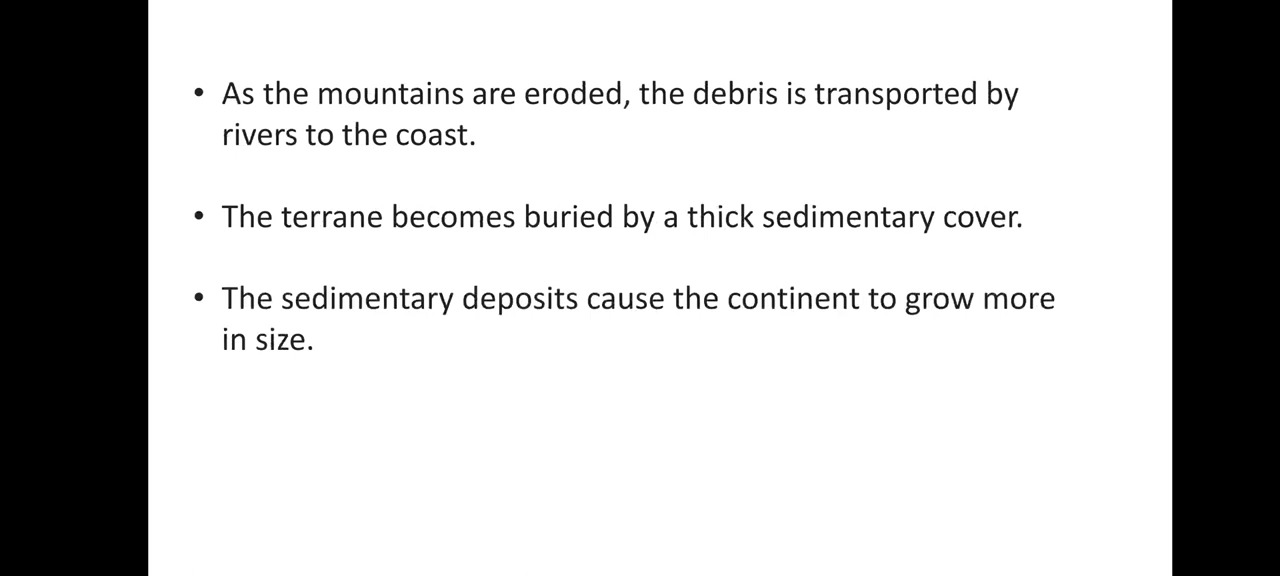 • As the mountains are eroded, the debris is transported by
rivers to the coast.
• The terrane becomes buried by a thick sedimentary cover.
• The sedimentary deposits cause the continent to grow more
in size.